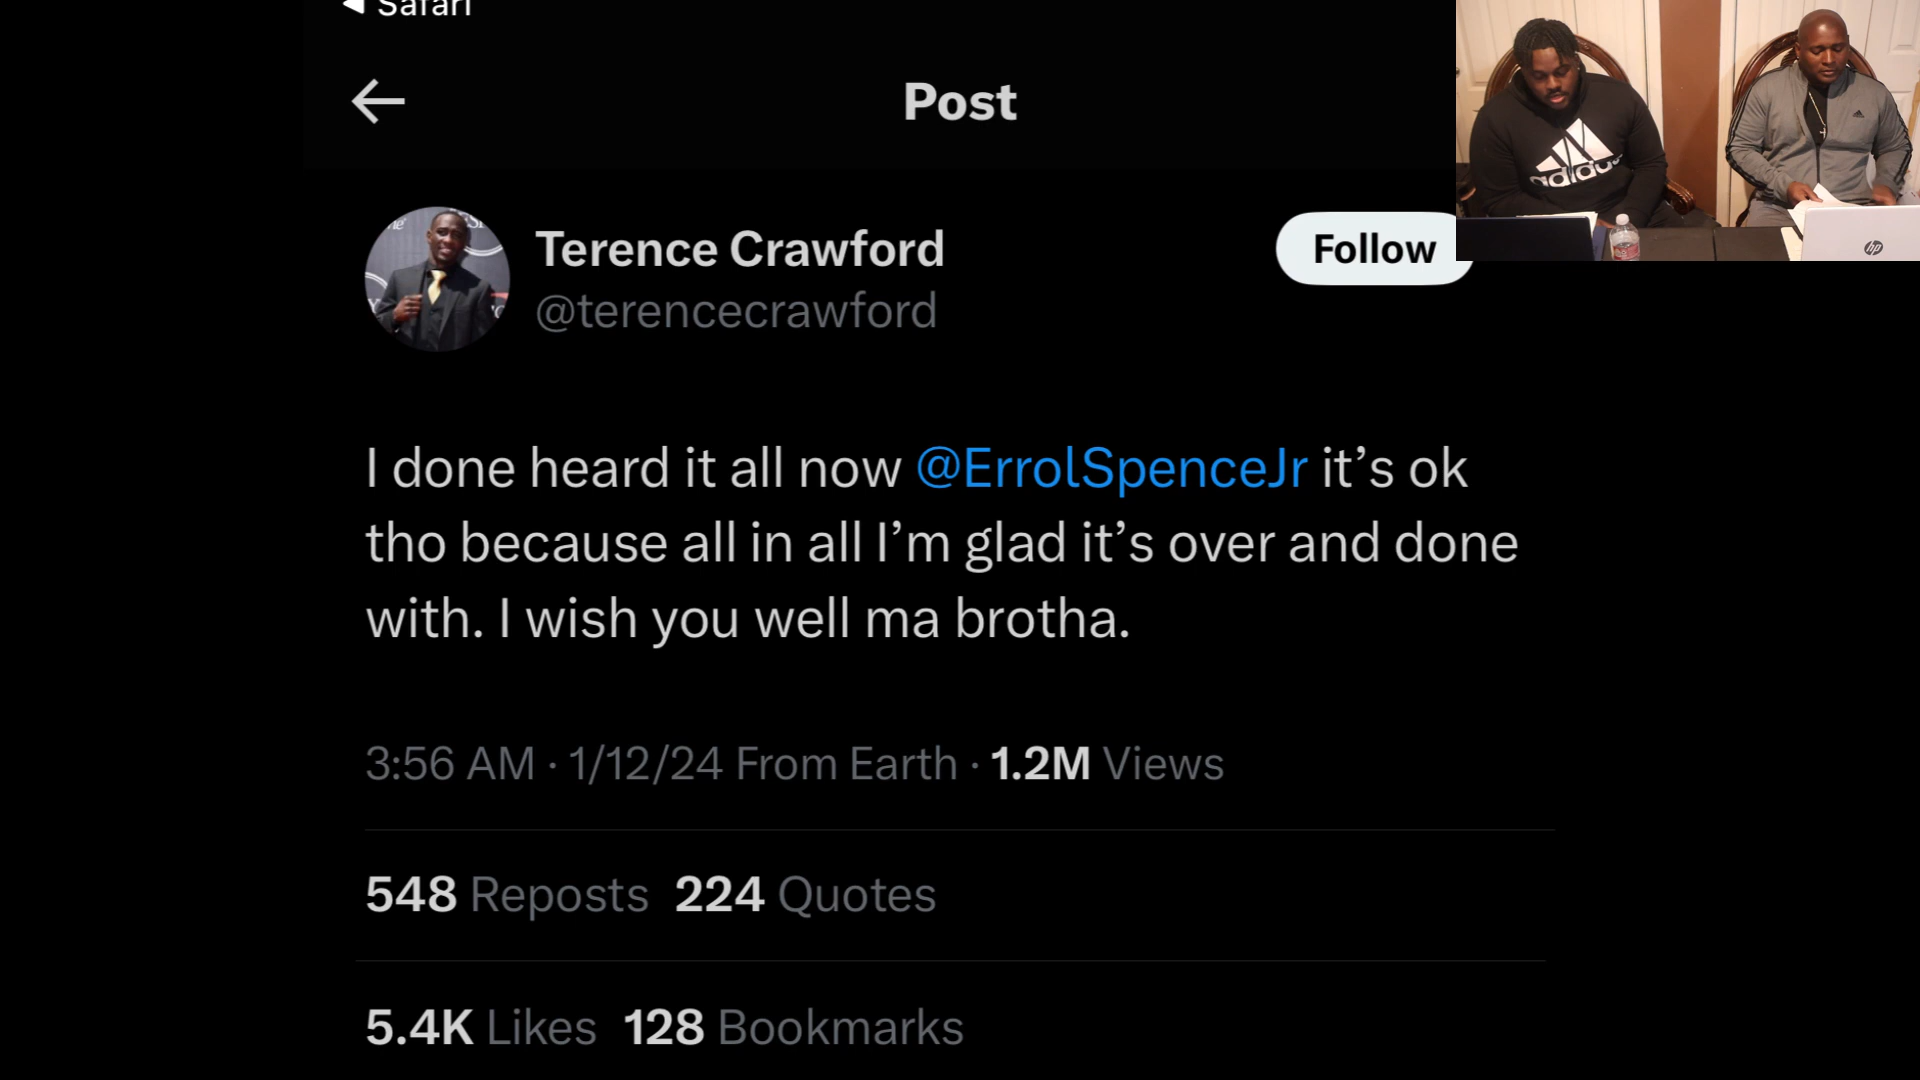 Safari
Post
Terence Crawford
Follow
@terencecrawford
I done heard it all now @ErrolSpenceJr it’s ok
tho because all in all I’m glad it’s over and done
with. I wish you well ma brotha.
3:56 AM · 1/12/24 From Earth · 1.2M Views
548 Reposts 224 Quotes
5.4K Likes 128 Bookmarks
adidas
hp